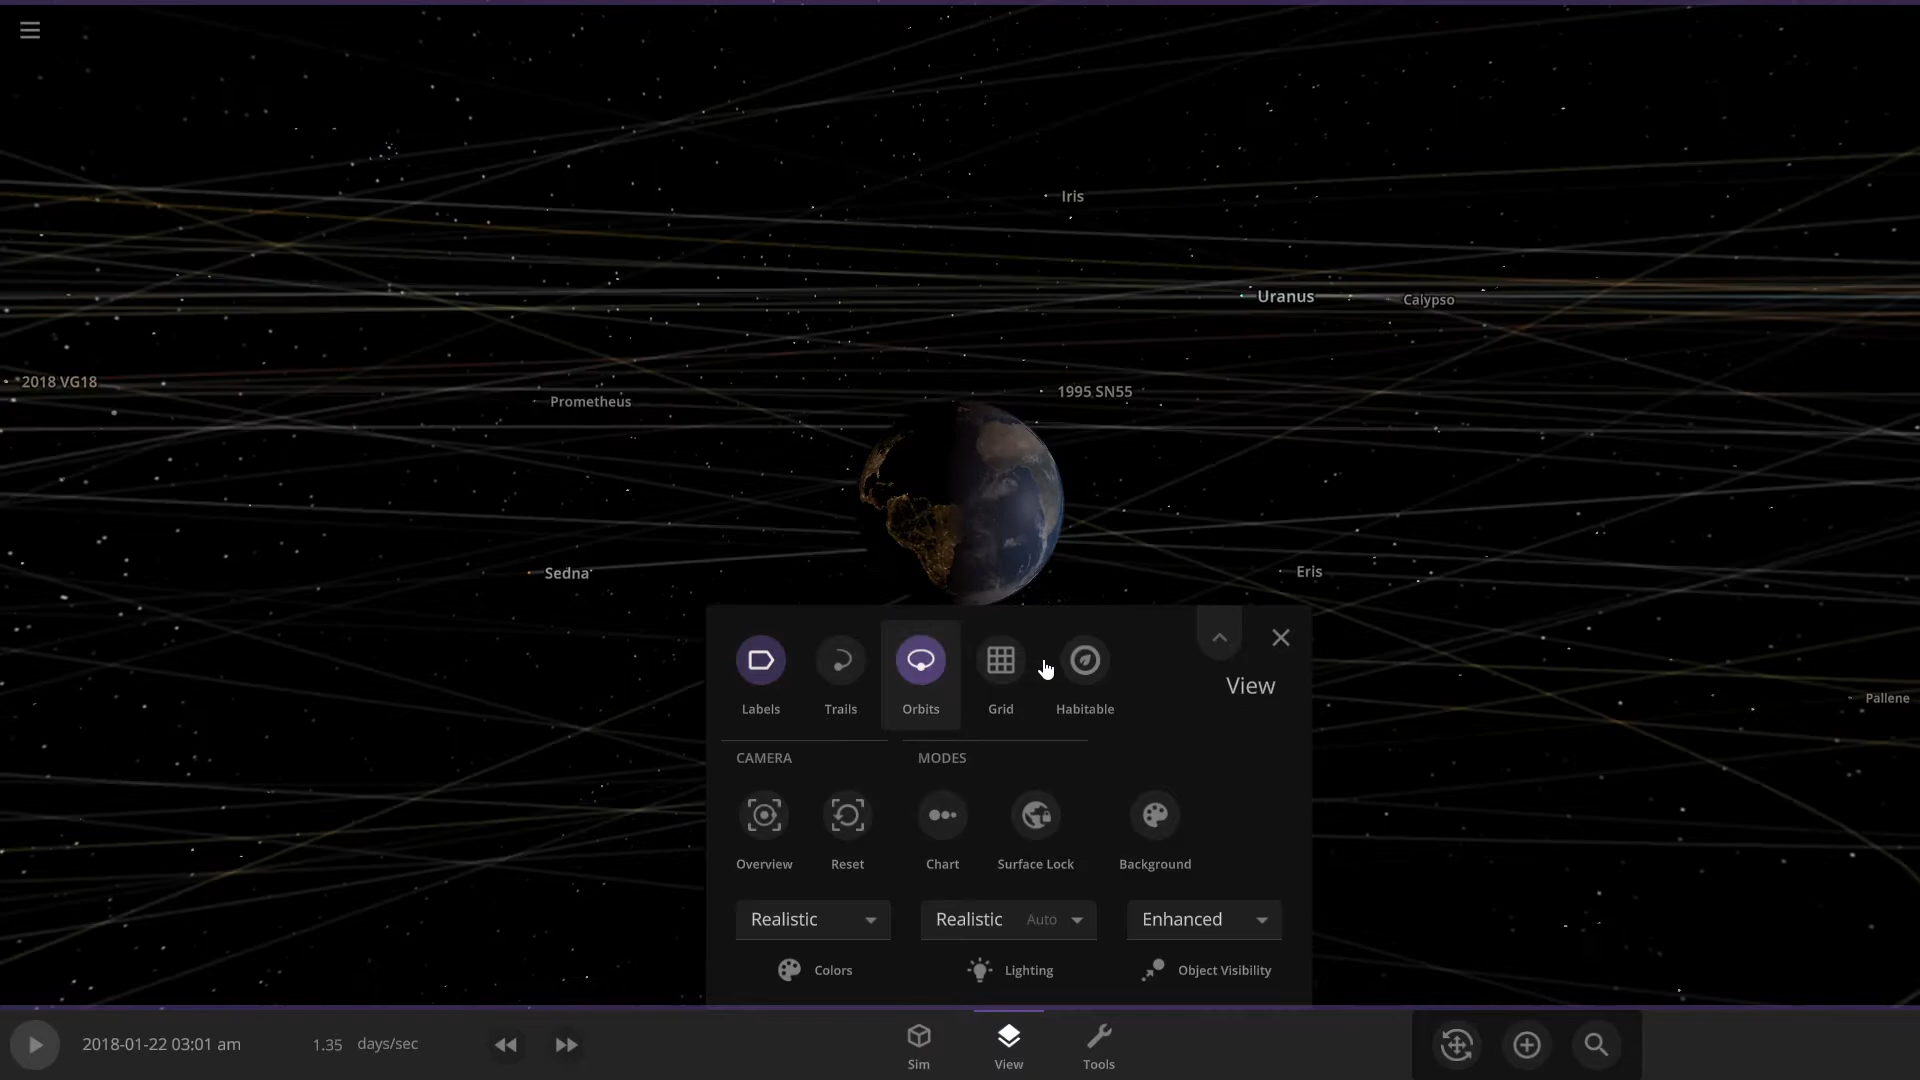 Iris
Uranus
Calypso
2018 VG18
1995 SN55
Prometheus
Sedna
Eris
Pallene
View
Labels
Trails
Orbits
Grid
Habitable
CAMERA
MODES
Overview
Reset
Chart
Surface Lock
Background
Realistic
Realistic Auto
Enhanced
Colors
Lighting
Object Visibility
2018-01-22 03:01 am
1.35 days/sec
Sim
View
Tools